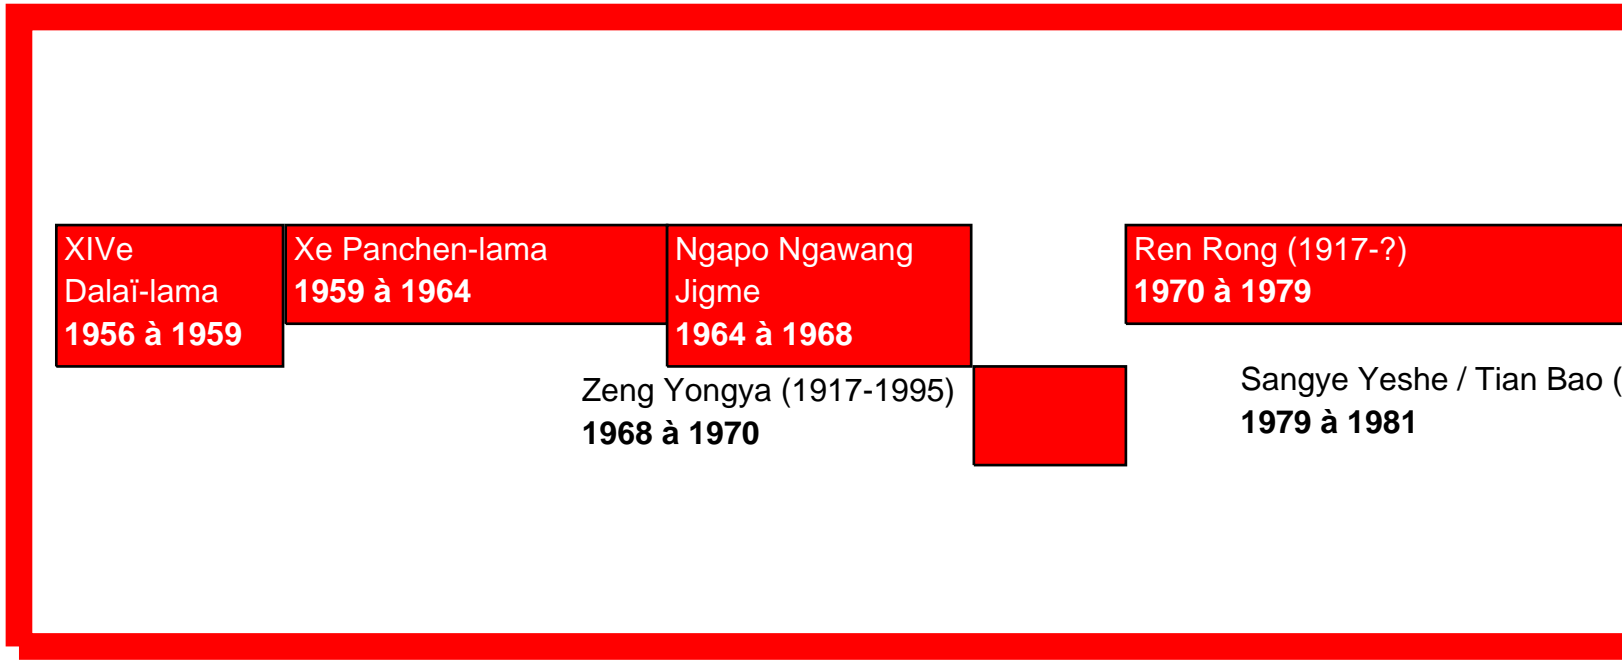 XIVe
Dalaï-lama
1956 à 1959
Xe Panchen-lama
1959 à 1964
Ngapo Ngawang
Jigme
1964 à 1968
Zeng Yongya (1917-1995)
1968 à 1970
Ren Rong (1917-?)
1970 à 1979
Sangye Yeshe / Tian Bao (
1979 à 1981